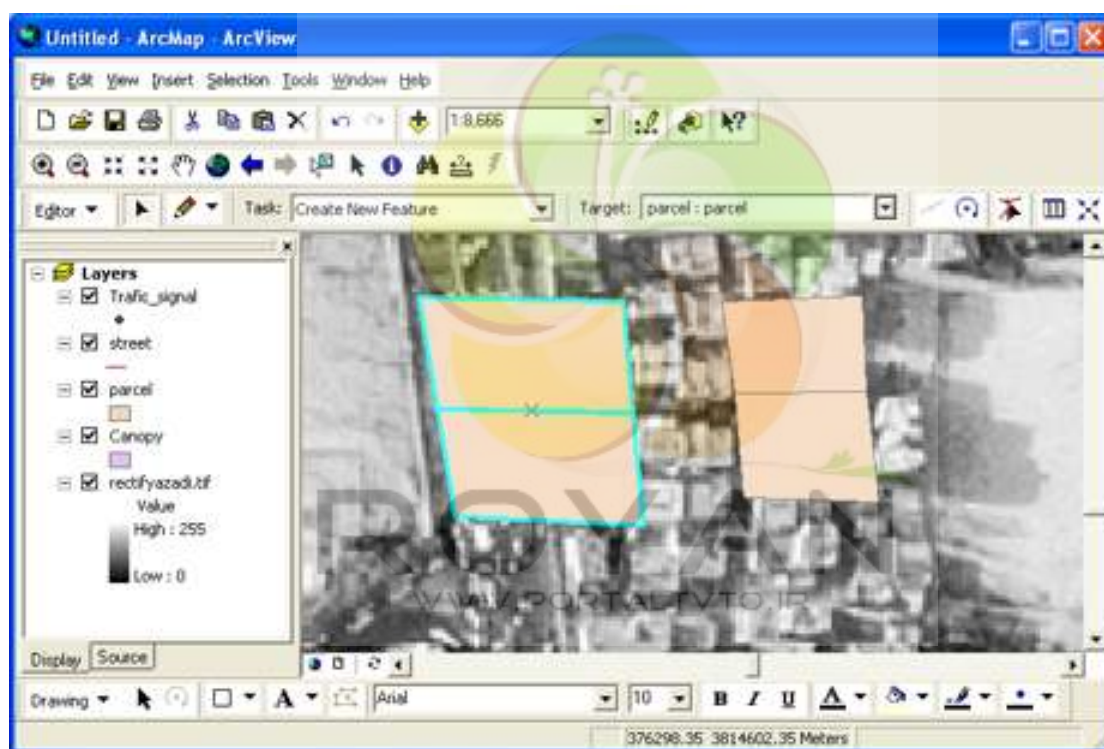 Untitled - ArcMap - ArcView
File Edit View Insert Selection Tools Window Help
1:8,666
Editor Task: Create New Feature Target: parcel : parcel
Layers
Trafic_signal
street
parcel
Canopy
rectifyazadi.tif
Value
High : 255
Low : 0
ROYAN
WWW.PORTALTVTO.IR
Display Source
Drawing A Arial 10 B I U A
376298.35 3814602.35 Meters